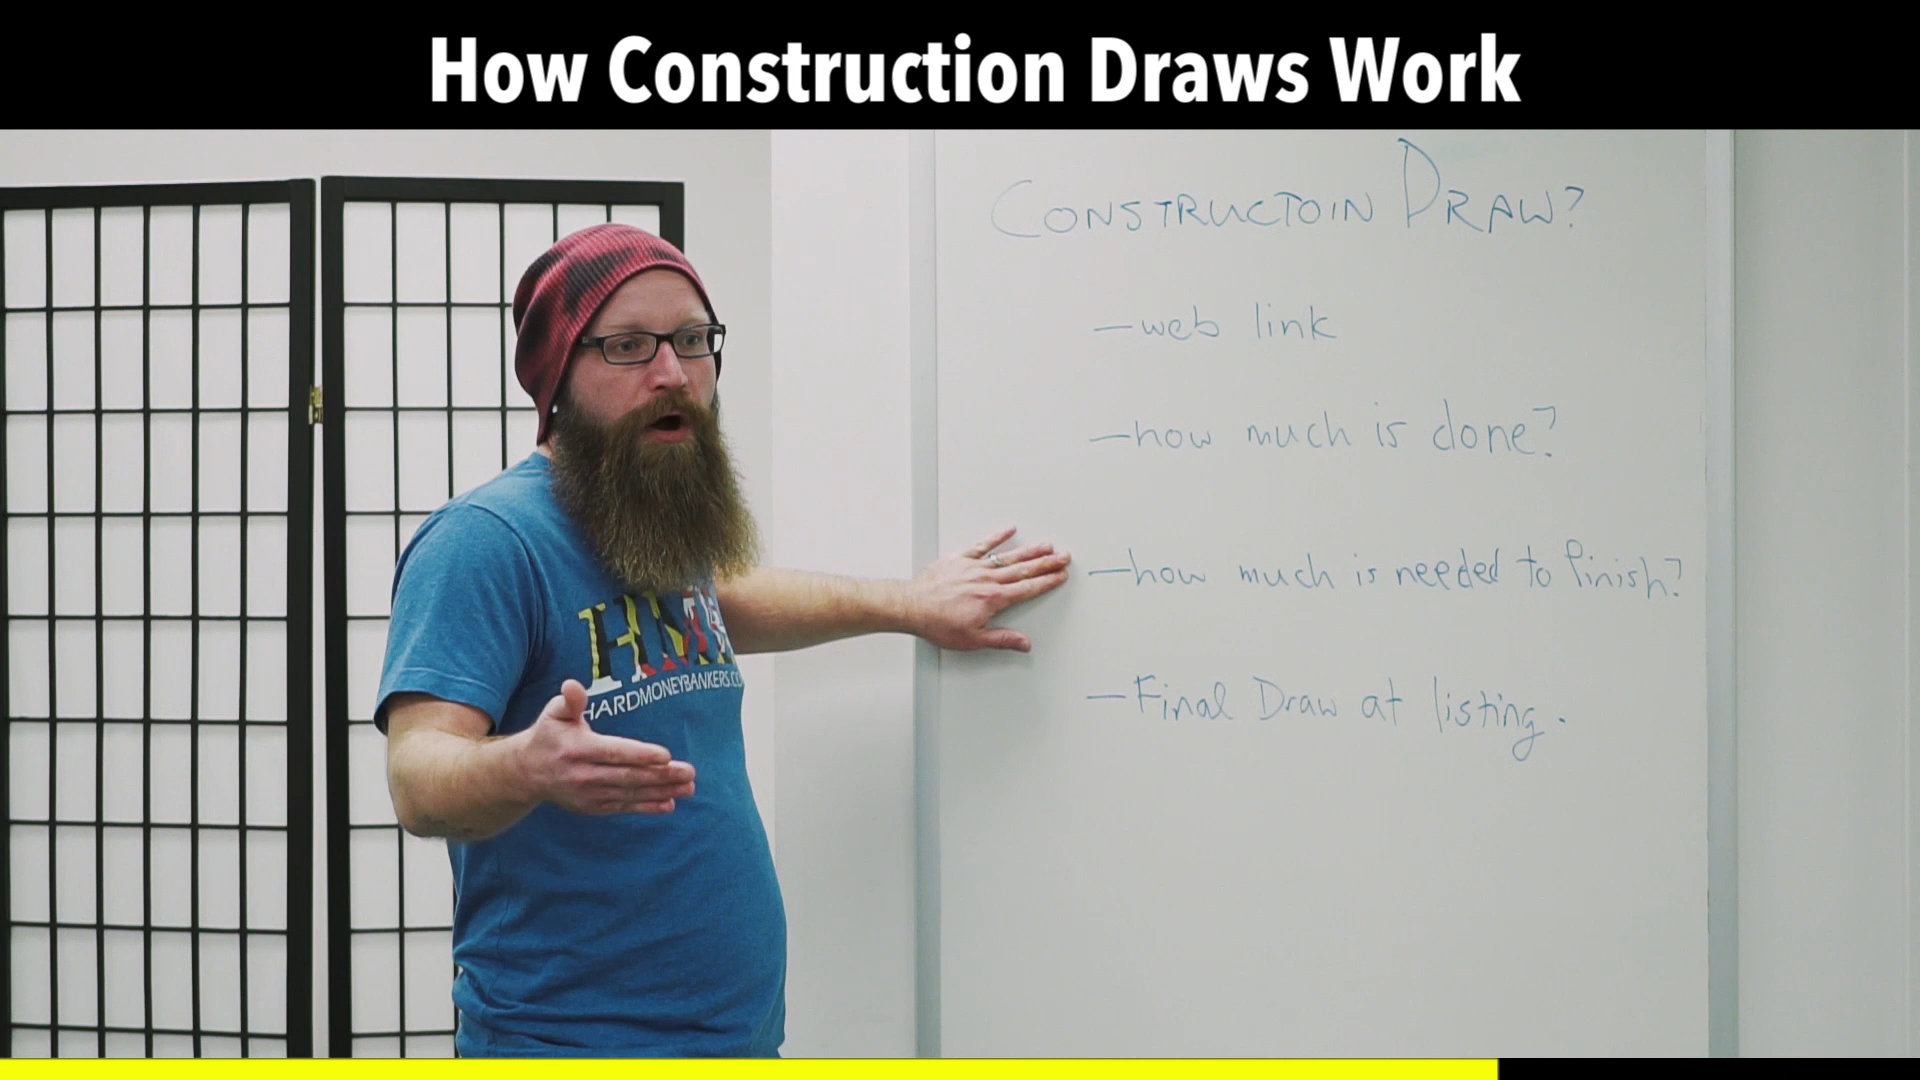 How Construction Draws Work
CONSTRUCTOIN DRAW?
- web link
- how much is done?
- how much is needed to finish?
- Final Draw at listing.
HARDMONEYBANKERS.CO